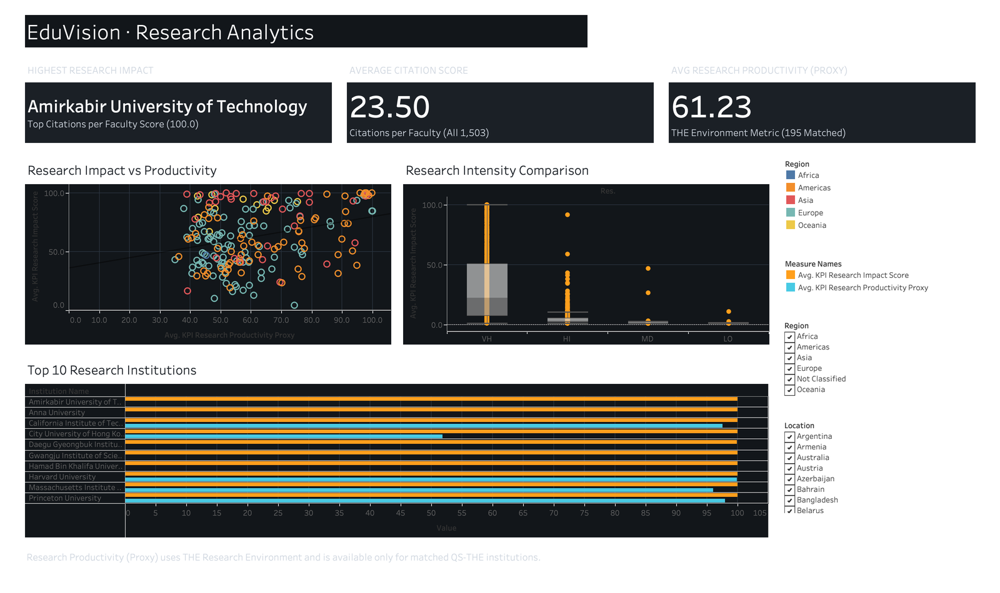 EduVision · Research Analytics
HIGHEST RESEARCH IMPACT
AVERAGE CITATION SCORE
AVG RESEARCH PRODUCTIVITY (PROXY)
Amirkabir University of Technology
Top Citations per Faculty Score (100.0)
23.50
Citations per Faculty (All 1,503)
61.23
THE Environment Metric (195 Matched)
Research Impact vs Productivity
Avg. KPI Research Impact Score
100.0
50.0
0.0
0.0 10.0 20.0 30.0 40.0 50.0 60.0 70.0 80.0 90.0 100.0
Avg. KPI Research Productivity Proxy
Research Intensity Comparison
Res.
Avg. KPI Research Impact Score
100.0
50.0
0.0
VH HI MD LO
Region
Africa
Americas
Asia
Europe
Oceania
Measure Names
Avg. KPI Research Impact Score
Avg. KPI Research Productivity Proxy
Region
Africa
Americas
Asia
Europe
Not Classified
Oceania
Location
Argentina
Armenia
Australia
Austria
Azerbaijan
Bahrain
Bangladesh
Belarus
Top 10 Research Institutions
Institution Name
Amirkabir University of T..
Anna University
California Institute of Tec..
City University of Hong Ko..
Daegu Gyeongbuk Institu..
Gwangju Institute of Scie..
Hamad Bin Khalifa Univer..
Harvard University
Massachusetts Institute ..
Princeton University
0 5 10 15 20 25 30 35 40 45 50 55 60 65 70 75 80 85 90 95 100 105
Value
Research Productivity (Proxy) uses THE Research Environment and is available only for matched QS-THE institutions.